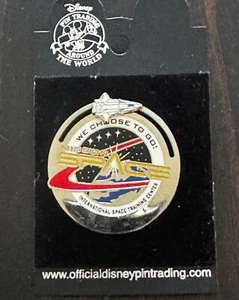 Disney
PIN TRADING
AROUND
THE WORLD
WE CHOOSE TO GO!
INTERNATIONAL SPACE TRAINING CENTER
www.officialdisneypintrading.com